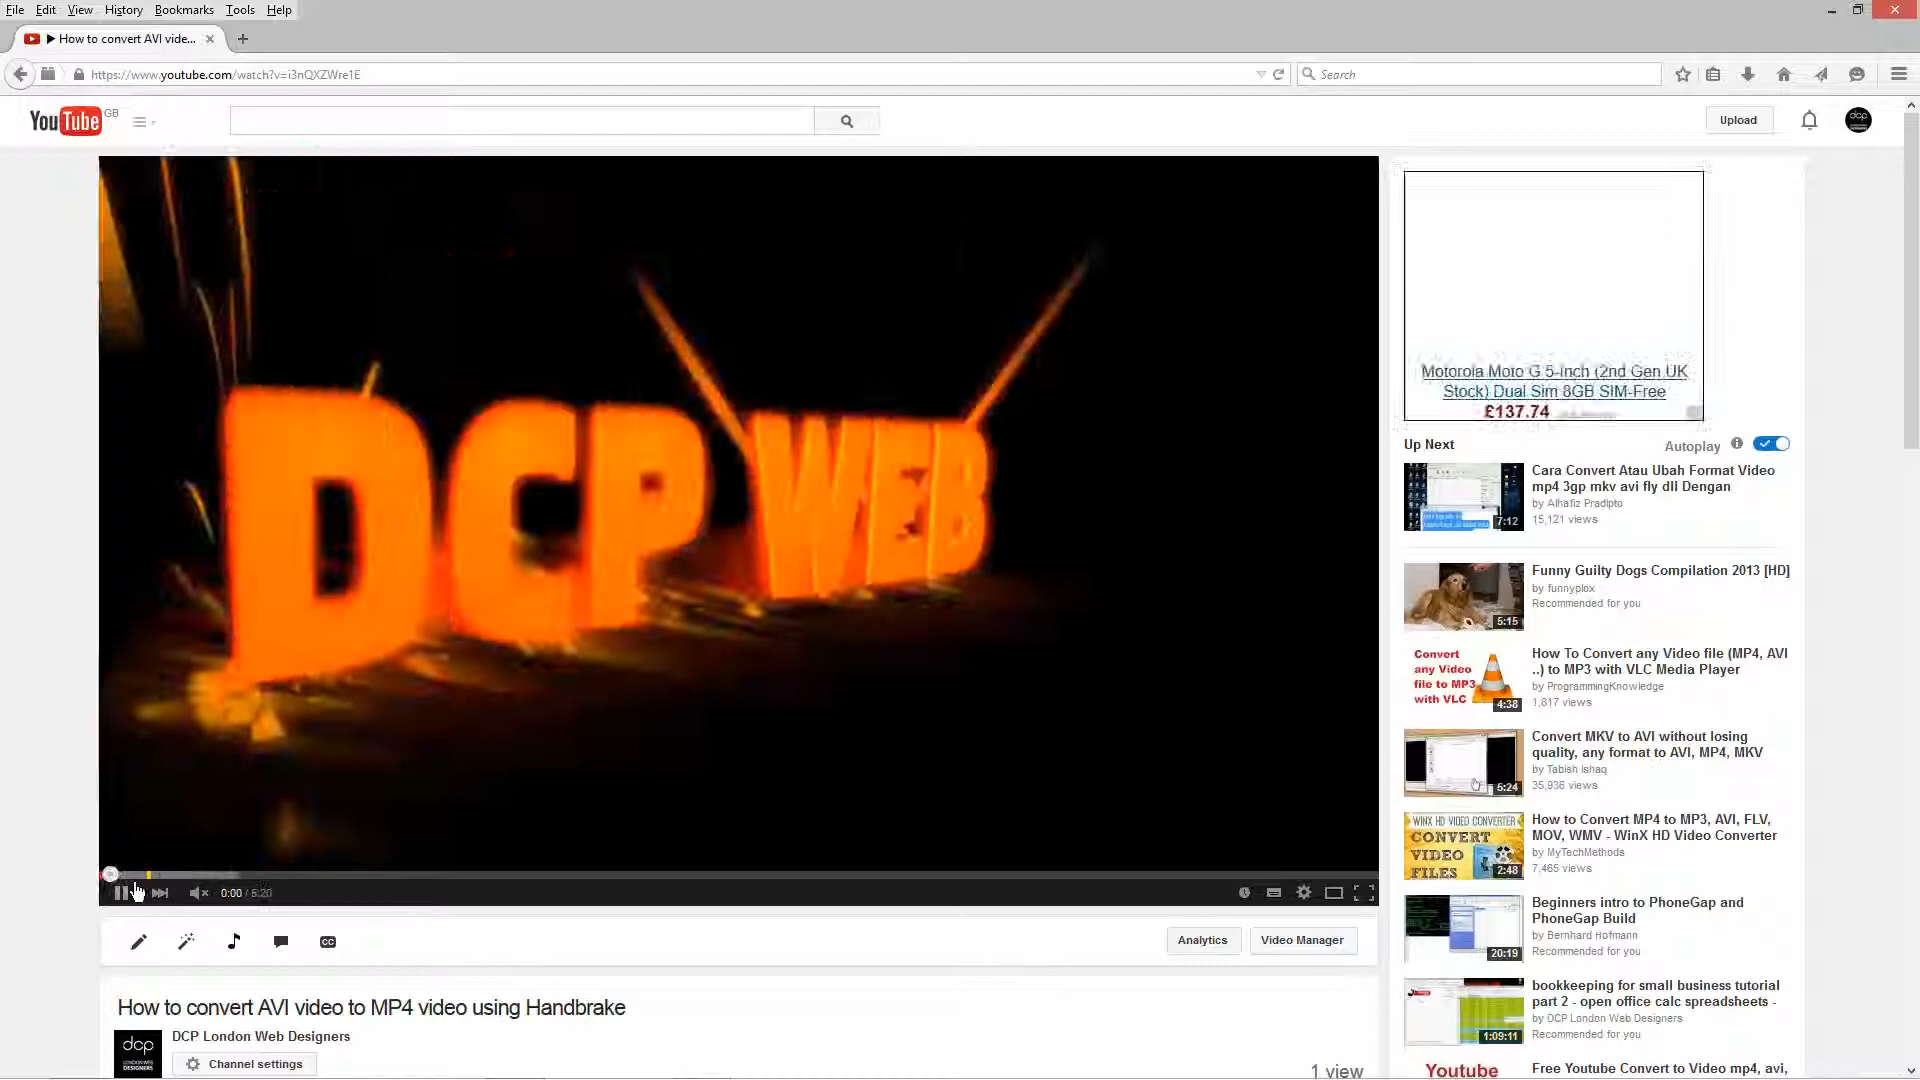 File Edit View History Bookmarks Tools Help
▶ How to convert AVI vide...
https://www.youtube.com/watch?v=i3nQXZWre1E
Search
YouTube GB
Upload
dcp
DCP WEB
Motorola Moto G 5-Inch (2nd Gen UK
Stock) Dual Sim 8GB SIM-Free
£137.74
Up Next
Autoplay
Cara Convert Atau Ubah Format Video
mp4 3gp mkv avi fly dll Dengan
by Alhafiz Pradipto
15,121 views
7:12
Funny Guilty Dogs Compilation 2013 [HD]
by funnyplox
Recommended for you
5:15
Convert
any Video
file to MP3
with VLC
4:38
How To Convert any Video file (MP4, AVI
..) to MP3 with VLC Media Player
by ProgrammingKnowledge
1,817 views
Convert MKV to AVI without losing
quality, any format to AVI, MP4, MKV
by Tabish Ishaq
35,936 views
5:24
WINX HD VIDEO CONVERTER
CONVERT
VIDEO
FILES
2:48
How to Convert MP4 to MP3, AVI, FLV,
MOV, WMV - WinX HD Video Converter
by MyTechMethods
7,465 views
Beginners intro to PhoneGap and
PhoneGap Build
by Bernhard Hofmann
Recommended for you
20:19
bookkeeping for small business tutorial
part 2 - open office calc spreadsheets -
by DCP London Web Designers
Recommended for you
1:09:11
Youtube
Free Youtube Convert to Video mp4, avi,
0:00 / 5:20
CC
Analytics
Video Manager
How to convert AVI video to MP4 video using Handbrake
dcp
LONDON WEB
DESIGNERS
DCP London Web Designers
Channel settings
1 view